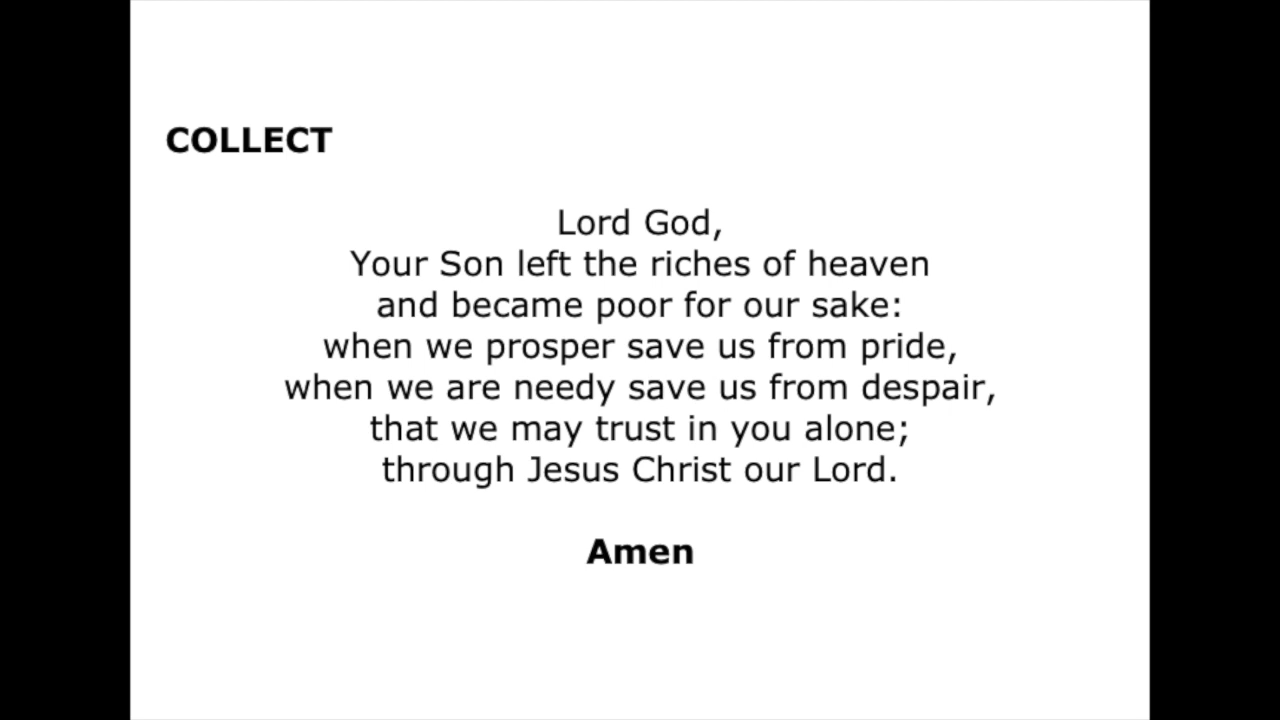 COLLECT
Lord God,
Your Son left the riches of heaven
and became poor for our sake:
when we prosper save us from pride,
when we are needy save us from despair,
that we may trust in you alone;
through Jesus Christ our Lord.
Amen